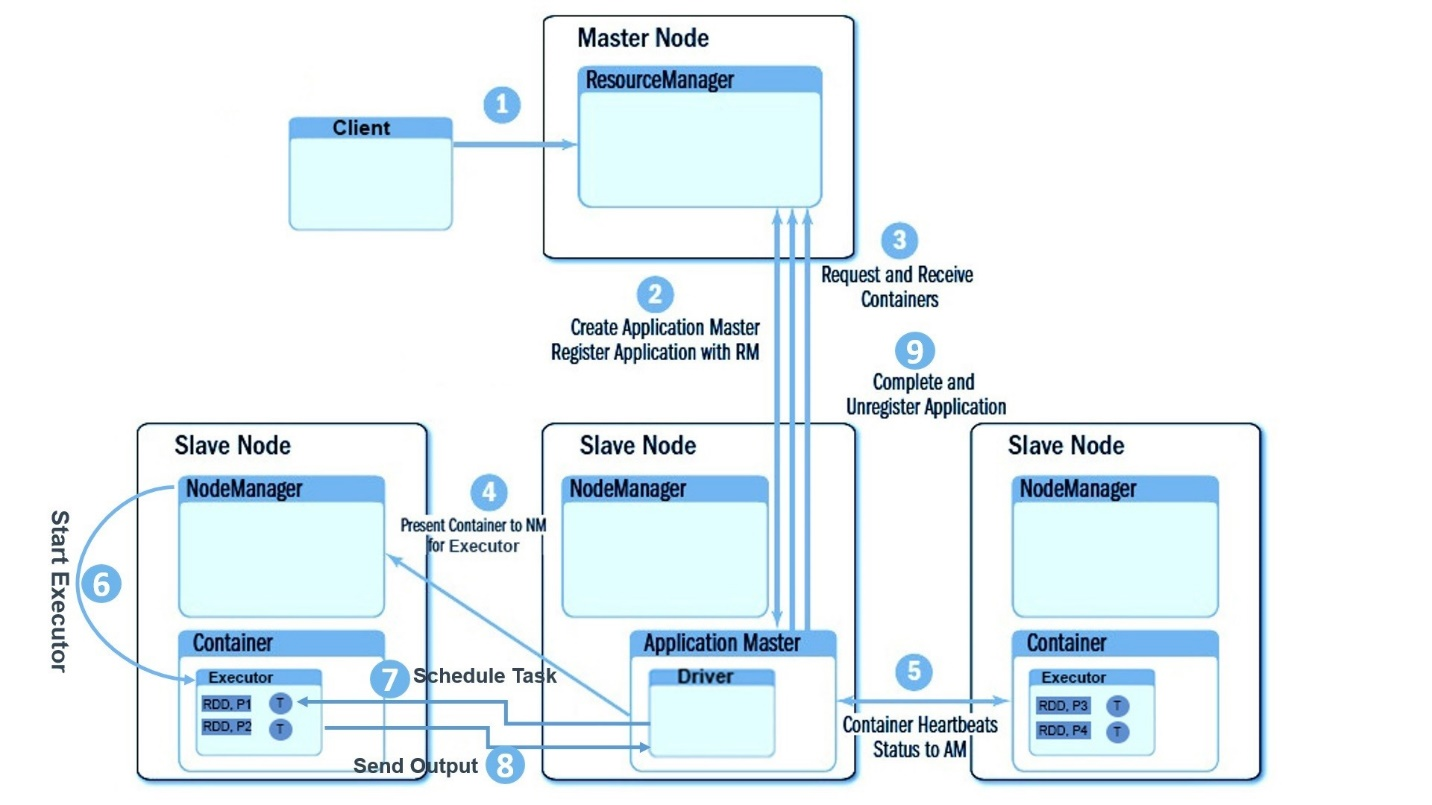 Master Node
ResourceManager
1
Client
3
Request and Receive
Containers
2
Create Application Master
Register Application with RM
9
Complete and
Unregister Application
Slave Node
NodeManager
4
Present Container to NM
for Executor
Slave Node
NodeManager
Slave Node
NodeManager
Start Executor
6
Container
Executor
RDD, P1 T
RDD, P2 T
7 Schedule Task
Send Output 8
Application Master
Driver
5
Container Heartbeats
Status to AM
Container
Executor
RDD, P3 T
RDD, P4 T